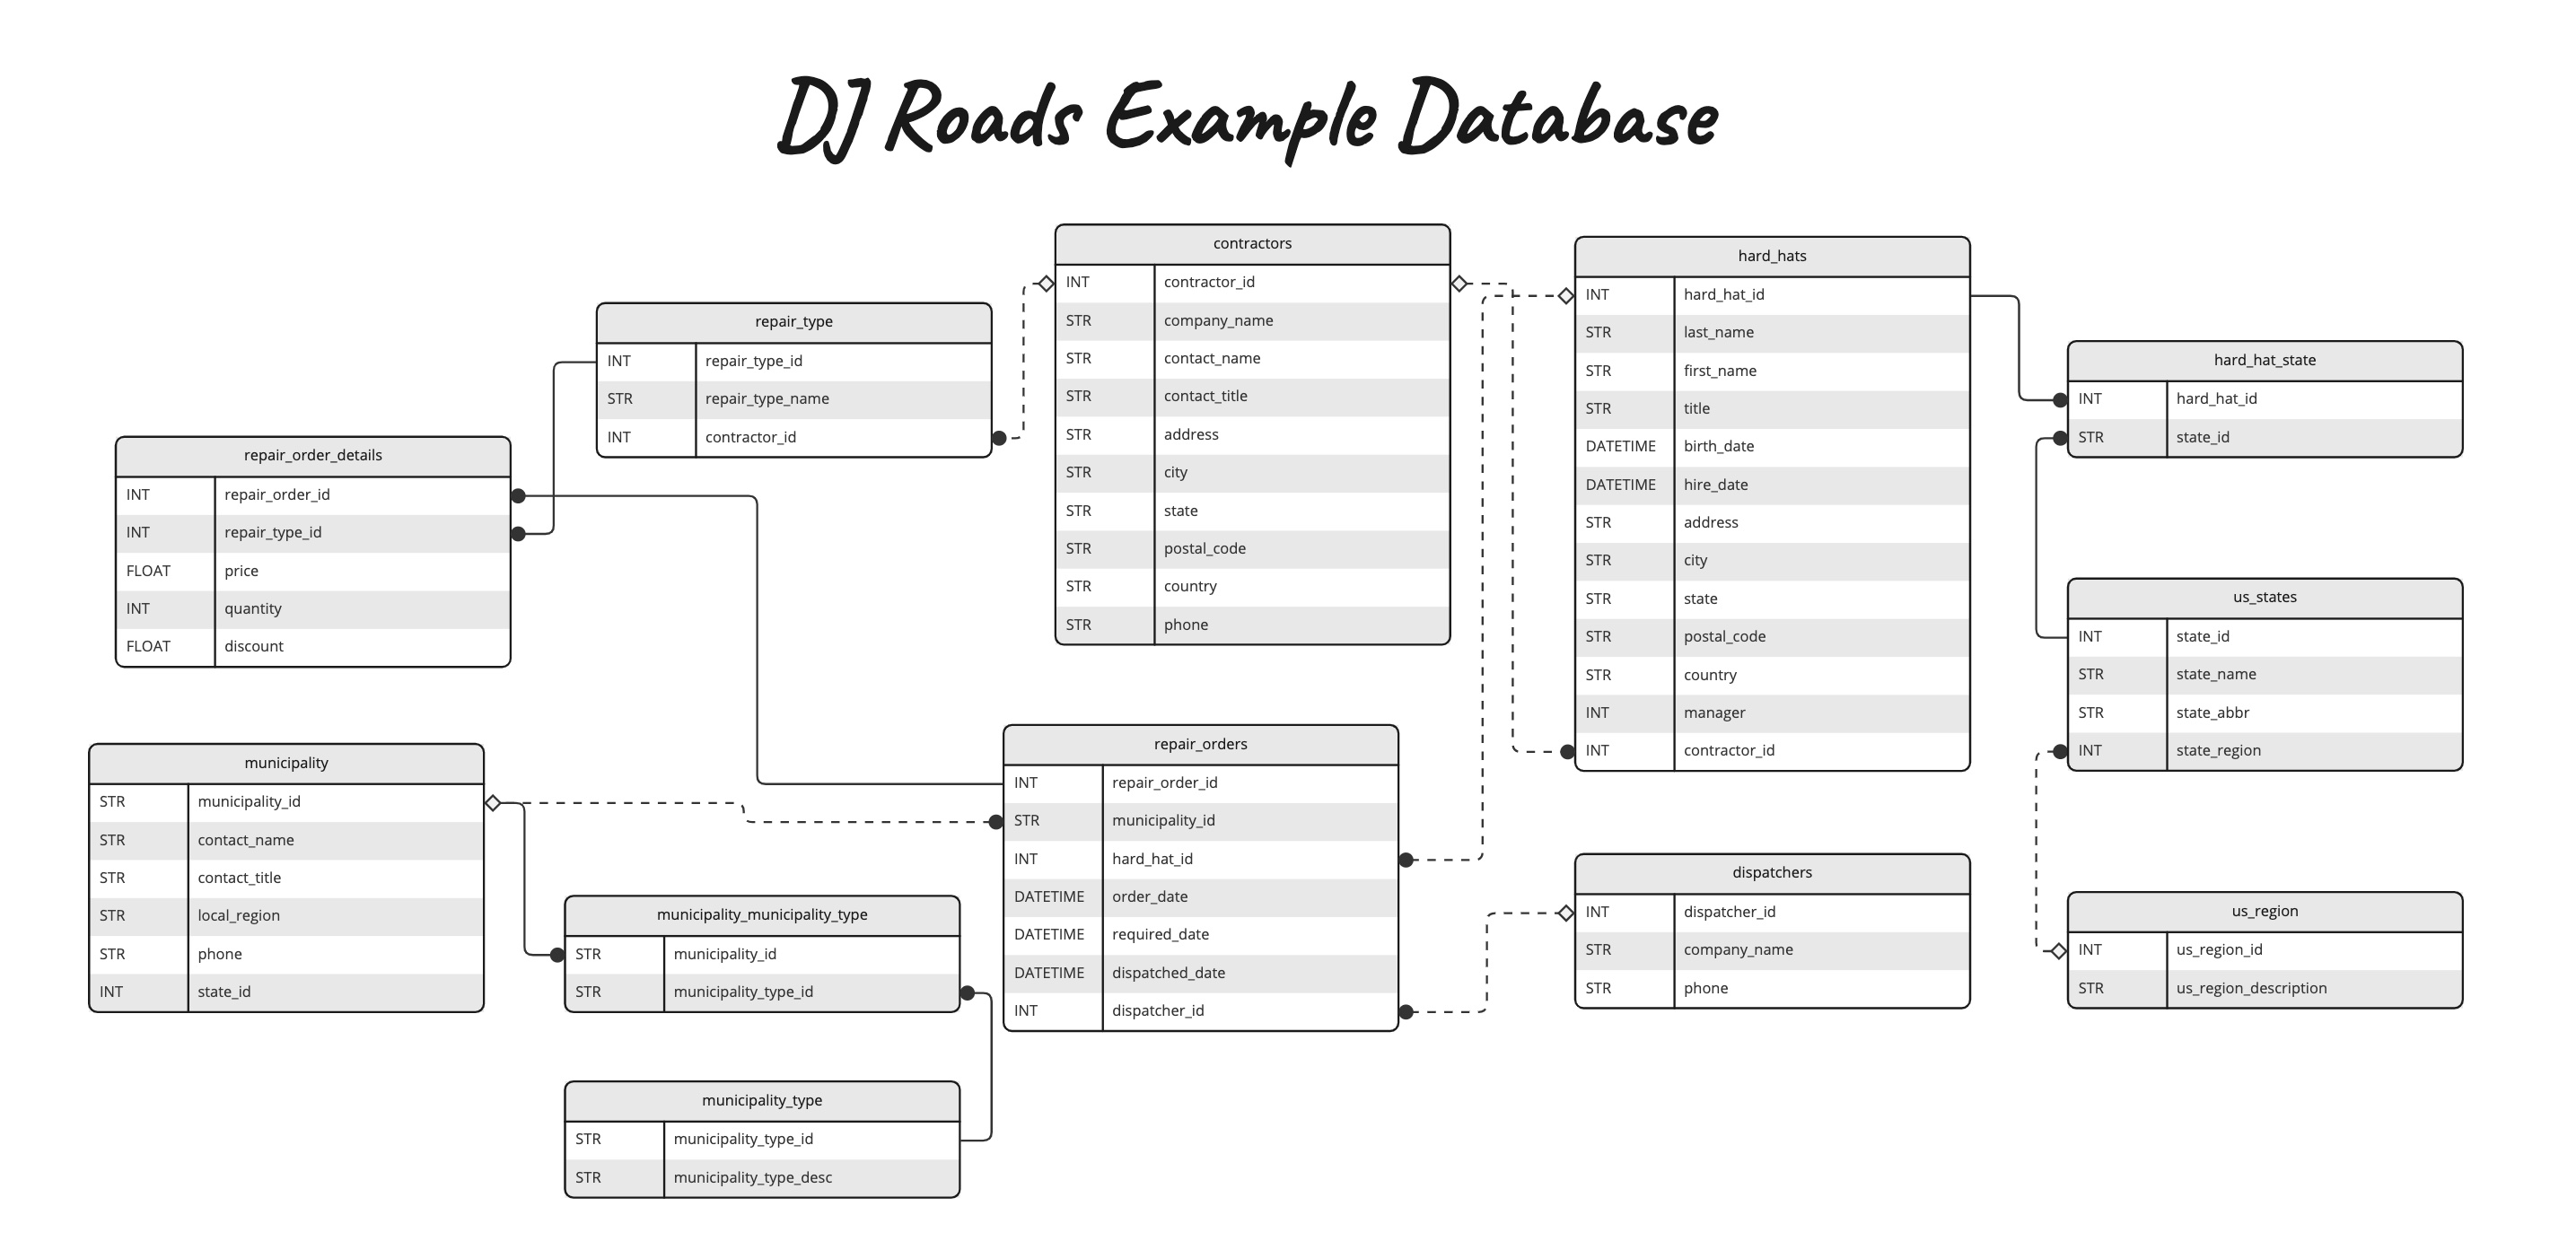 DJ Roads Example Database
contractors
INT contractor_id
STR company_name
STR contact_name
STR contact_title
STR address
STR city
STR state
STR postal_code
STR country
STR phone
hard_hats
INT hard_hat_id
STR last_name
STR first_name
STR title
DATETIME birth_date
DATETIME hire_date
STR address
STR city
STR state
STR postal_code
STR country
INT manager
INT contractor_id
repair_type
INT repair_type_id
STR repair_type_name
INT contractor_id
hard_hat_state
INT hard_hat_id
STR state_id
repair_order_details
INT repair_order_id
INT repair_type_id
FLOAT price
INT quantity
FLOAT discount
us_states
INT state_id
STR state_name
STR state_abbr
INT state_region
municipality
STR municipality_id
STR contact_name
STR contact_title
STR local_region
STR phone
INT state_id
repair_orders
INT repair_order_id
STR municipality_id
INT hard_hat_id
DATETIME order_date
DATETIME required_date
DATETIME dispatched_date
INT dispatcher_id
dispatchers
INT dispatcher_id
STR company_name
STR phone
us_region
INT us_region_id
STR us_region_description
municipality_municipality_type
STR municipality_id
STR municipality_type_id
municipality_type
STR municipality_type_id
STR municipality_type_desc